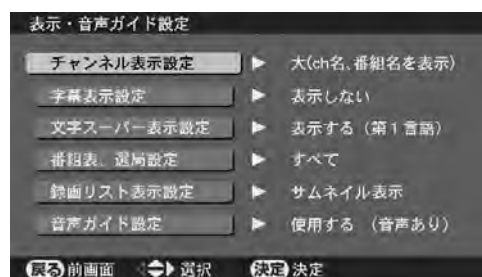 表示・音声ガイド設定
チャンネル表示設定 ▶ 大(ch名、番組名を表示)
字幕表示設定 ▶ 表示しない
文字スーパー表示設定 ▶ 表示する（第1言語）
番組表、選局設定 ▶ すべて
録画リスト表示設定 ▶ サムネイル表示
音声ガイド設定 ▶ 使用する （音声あり）
戻る 前画面 選択 決定 決定